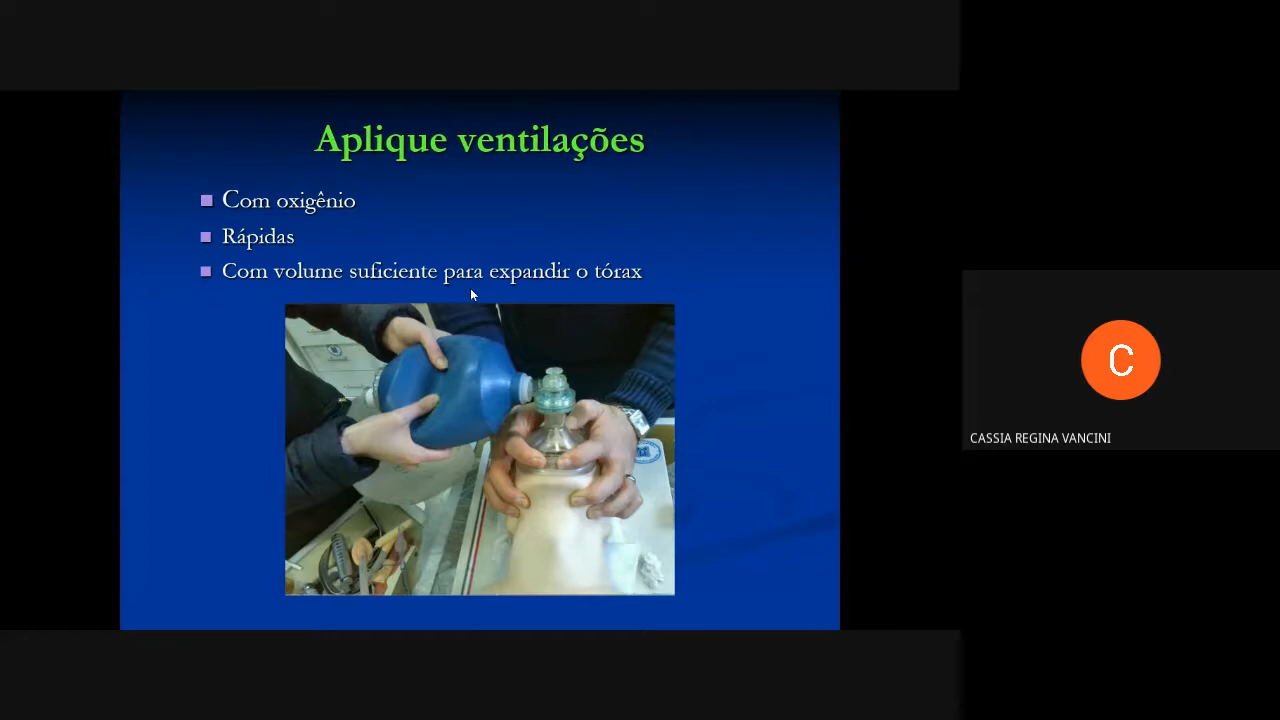 Aplique ventilações
Com oxigênio
Rápidas
Com volume suficiente para expandir o tórax
C
CASSIA REGINA VANCINI